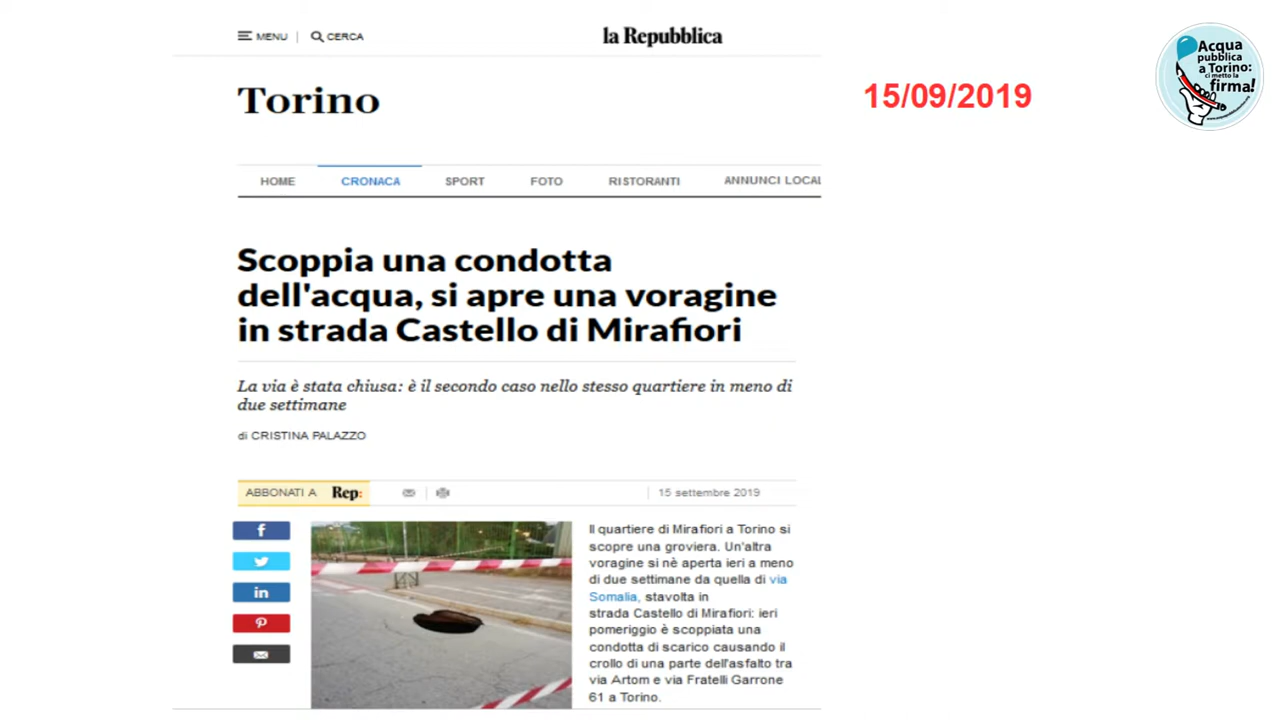 MENU
CERCA
la Repubblica
Torino
15/09/2019
Acqua
pubblica
a Torino:
ci metto la
firma!
HOME
CRONACA
SPORT
FOTO
RISTORANTI
ANNUNCI LOCAL
Scoppia una condotta
dell'acqua, si apre una voragine
in strada Castello di Mirafiori
La via è stata chiusa: è il secondo caso nello stesso quartiere in meno di
due settimane
di CRISTINA PALAZZO
ABBONATI A Rep:
15 settembre 2019
Il quartiere di Mirafiori a Torino si
scopre una groviera. Un'altra
voragine si nè aperta ieri a meno
di due settimane da quella di via
Somalia, stavolta in
strada Castello di Mirafiori: ieri
pomeriggio è scoppiata una
condotta di scarico causando il
crollo di una parte dell'asfalto tra
via Artom e via Fratelli Garrone
61 a Torino.